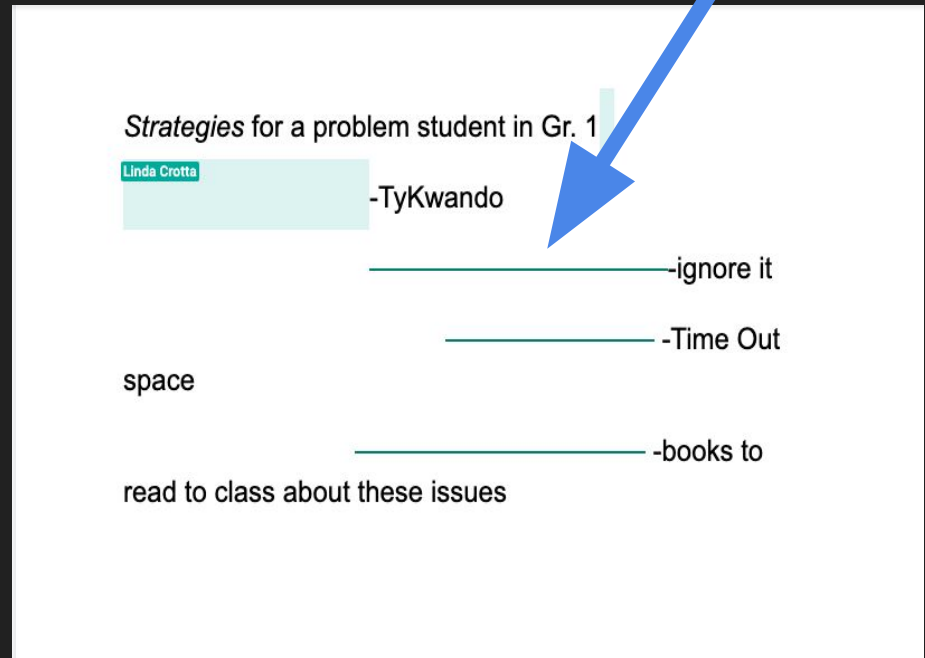 Strategies for a problem student in Gr. 1
Linda Crotta
-TyKwando
-ignore it
-Time Out
space
-books to
read to class about these issues